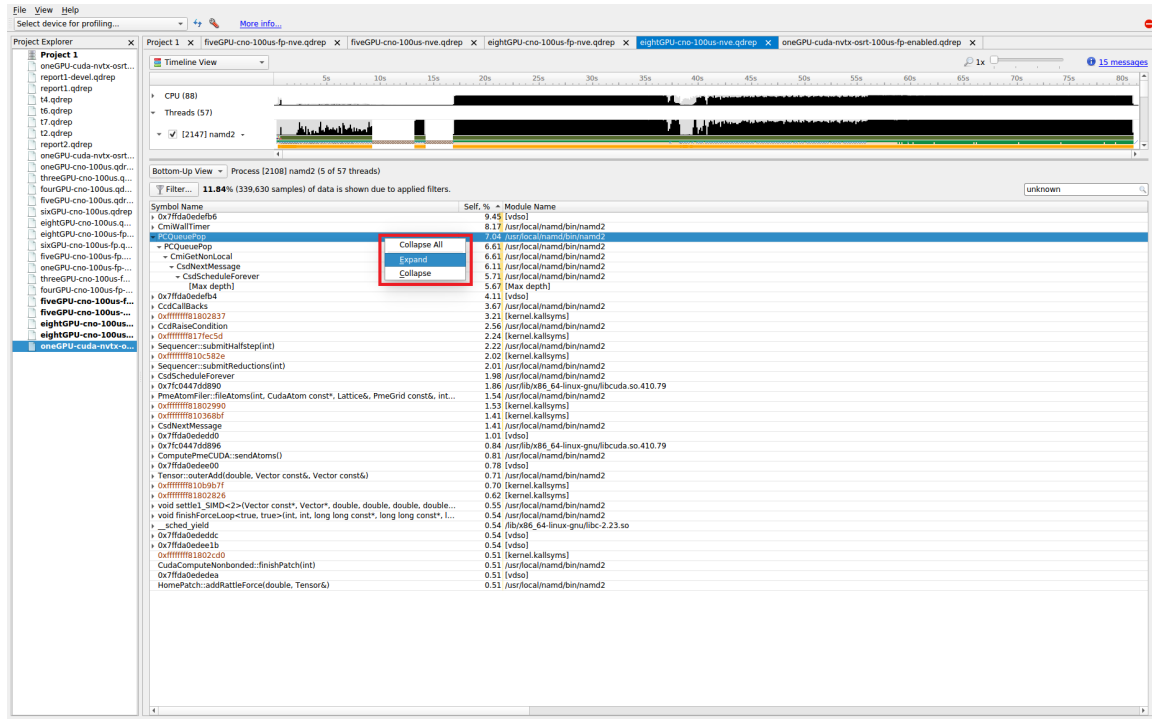 File View Help
Select device for profiling... More info...
Project Explorer x
Project 1
oneGPU-cuda-nvtx-osrt...
report1-devel.qdrep
report1.qdrep
t4.qdrep
t6.qdrep
t7.qdrep
t2.qdrep
report2.qdrep
oneGPU-cuda-nvtx-osrt...
oneGPU-cno-100us.qdr...
threeGPU-cno-100us.q...
fourGPU-cno-100us.qd...
fiveGPU-cno-100us.qdr...
sixGPU-cno-100us.qdrep
eightGPU-cno-100us.q...
eightGPU-cno-100us-fp...
sixGPU-cno-100us-fp.q...
fiveGPU-cno-100us-fp....
oneGPU-cno-100us-fp-...
threeGPU-cno-100us-f...
fourGPU-cno-100us-fp-...
fiveGPU-cno-100us-f...
fiveGPU-cno-100us-...
eightGPU-cno-100us...
eightGPU-cno-100us...
oneGPU-cuda-nvtx-o...
Project 1 x fiveGPU-cno-100us-fp-nve.qdrep x fiveGPU-cno-100us-nve.qdrep x eightGPU-cno-100us-fp-nve.qdrep x eightGPU-cno-100us-nve.qdrep x oneGPU-cuda-nvtx-osrt-100us-fp-enabled.qdrep x
Timeline View 1x 15 messages
5s 10s 15s 20s 25s 30s 35s 40s 45s 50s 55s 60s 65s 70s 75s 80s
CPU (88)
Threads (57)
[2147] namd2
Bottom-Up View Process [2108] namd2 (5 of 57 threads)
Filter... 11.84% (339,630 samples) of data is shown due to applied filters. unknown
Symbol Name Self, % Module Name
0x7ffda0edefb6 9.45 [vdso]
CmiWallTimer 8.17 /usr/local/namd/bin/namd2
PCQueuePop 7.04 /usr/local/namd/bin/namd2
PCQueuePop 6.61 /usr/local/namd/bin/namd2
CmiGetNonLocal 6.61 /usr/local/namd/bin/namd2
CsdNextMessage 6.11 /usr/local/namd/bin/namd2
CsdScheduleForever 5.71 /usr/local/namd/bin/namd2
[Max depth] 5.67 [Max depth]
Collapse All
Expand
Collapse
0x7ffda0edefb4 4.11 [vdso]
CcdCallBacks 3.67 /usr/local/namd/bin/namd2
0xffffffff81802837 3.21 [kernel.kallsyms]
CcdRaiseCondition 2.56 /usr/local/namd/bin/namd2
0xffffffff817fec5d 2.24 [kernel.kallsyms]
Sequencer::submitHalfstep(int) 2.22 /usr/local/namd/bin/namd2
0xffffffff810c582e 2.02 [kernel.kallsyms]
Sequencer::submitReductions(int) 2.01 /usr/local/namd/bin/namd2
CsdScheduleForever 1.98 /usr/local/namd/bin/namd2
0x7fc0447dd890 1.86 /usr/lib/x86_64-linux-gnu/libcuda.so.410.79
PmeAtomFiler::fileAtoms(int, CudaAtom const*, Lattice&, PmeGrid const&, int... 1.54 /usr/local/namd/bin/namd2
0xffffffff81802990 1.53 [kernel.kallsyms]
0xffffffff810368bf 1.41 [kernel.kallsyms]
CsdNextMessage 1.41 /usr/local/namd/bin/namd2
0x7ffda0ededd0 1.01 [vdso]
0x7fc0447dd896 0.84 /usr/lib/x86_64-linux-gnu/libcuda.so.410.79
ComputePmeCUDA::sendAtoms() 0.81 /usr/local/namd/bin/namd2
0x7ffda0edee00 0.78 [vdso]
Tensor::outerAdd(double, Vector const&, Vector const&) 0.71 /usr/local/namd/bin/namd2
0xffffffff810b9b7f 0.70 [kernel.kallsyms]
0xffffffff81802826 0.62 [kernel.kallsyms]
void settle1_SIMD<2>(Vector const*, Vector*, double, double, double, double... 0.55 /usr/local/namd/bin/namd2
void finishForceLoop<true, true>(int, int, long long const*, long long const*, l... 0.54 /usr/local/namd/bin/namd2
__sched_yield 0.54 /lib/x86_64-linux-gnu/libc-2.23.so
0x7ffda0ededdc 0.54 [vdso]
0x7ffda0edee1b 0.54 [vdso]
0xffffffff81802cd0 0.51 [kernel.kallsyms]
CudaComputeNonbonded::finishPatch(int) 0.51 /usr/local/namd/bin/namd2
0x7ffda0ededea 0.51 [vdso]
HomePatch::addRattleForce(double, Tensor&) 0.51 /usr/local/namd/bin/namd2